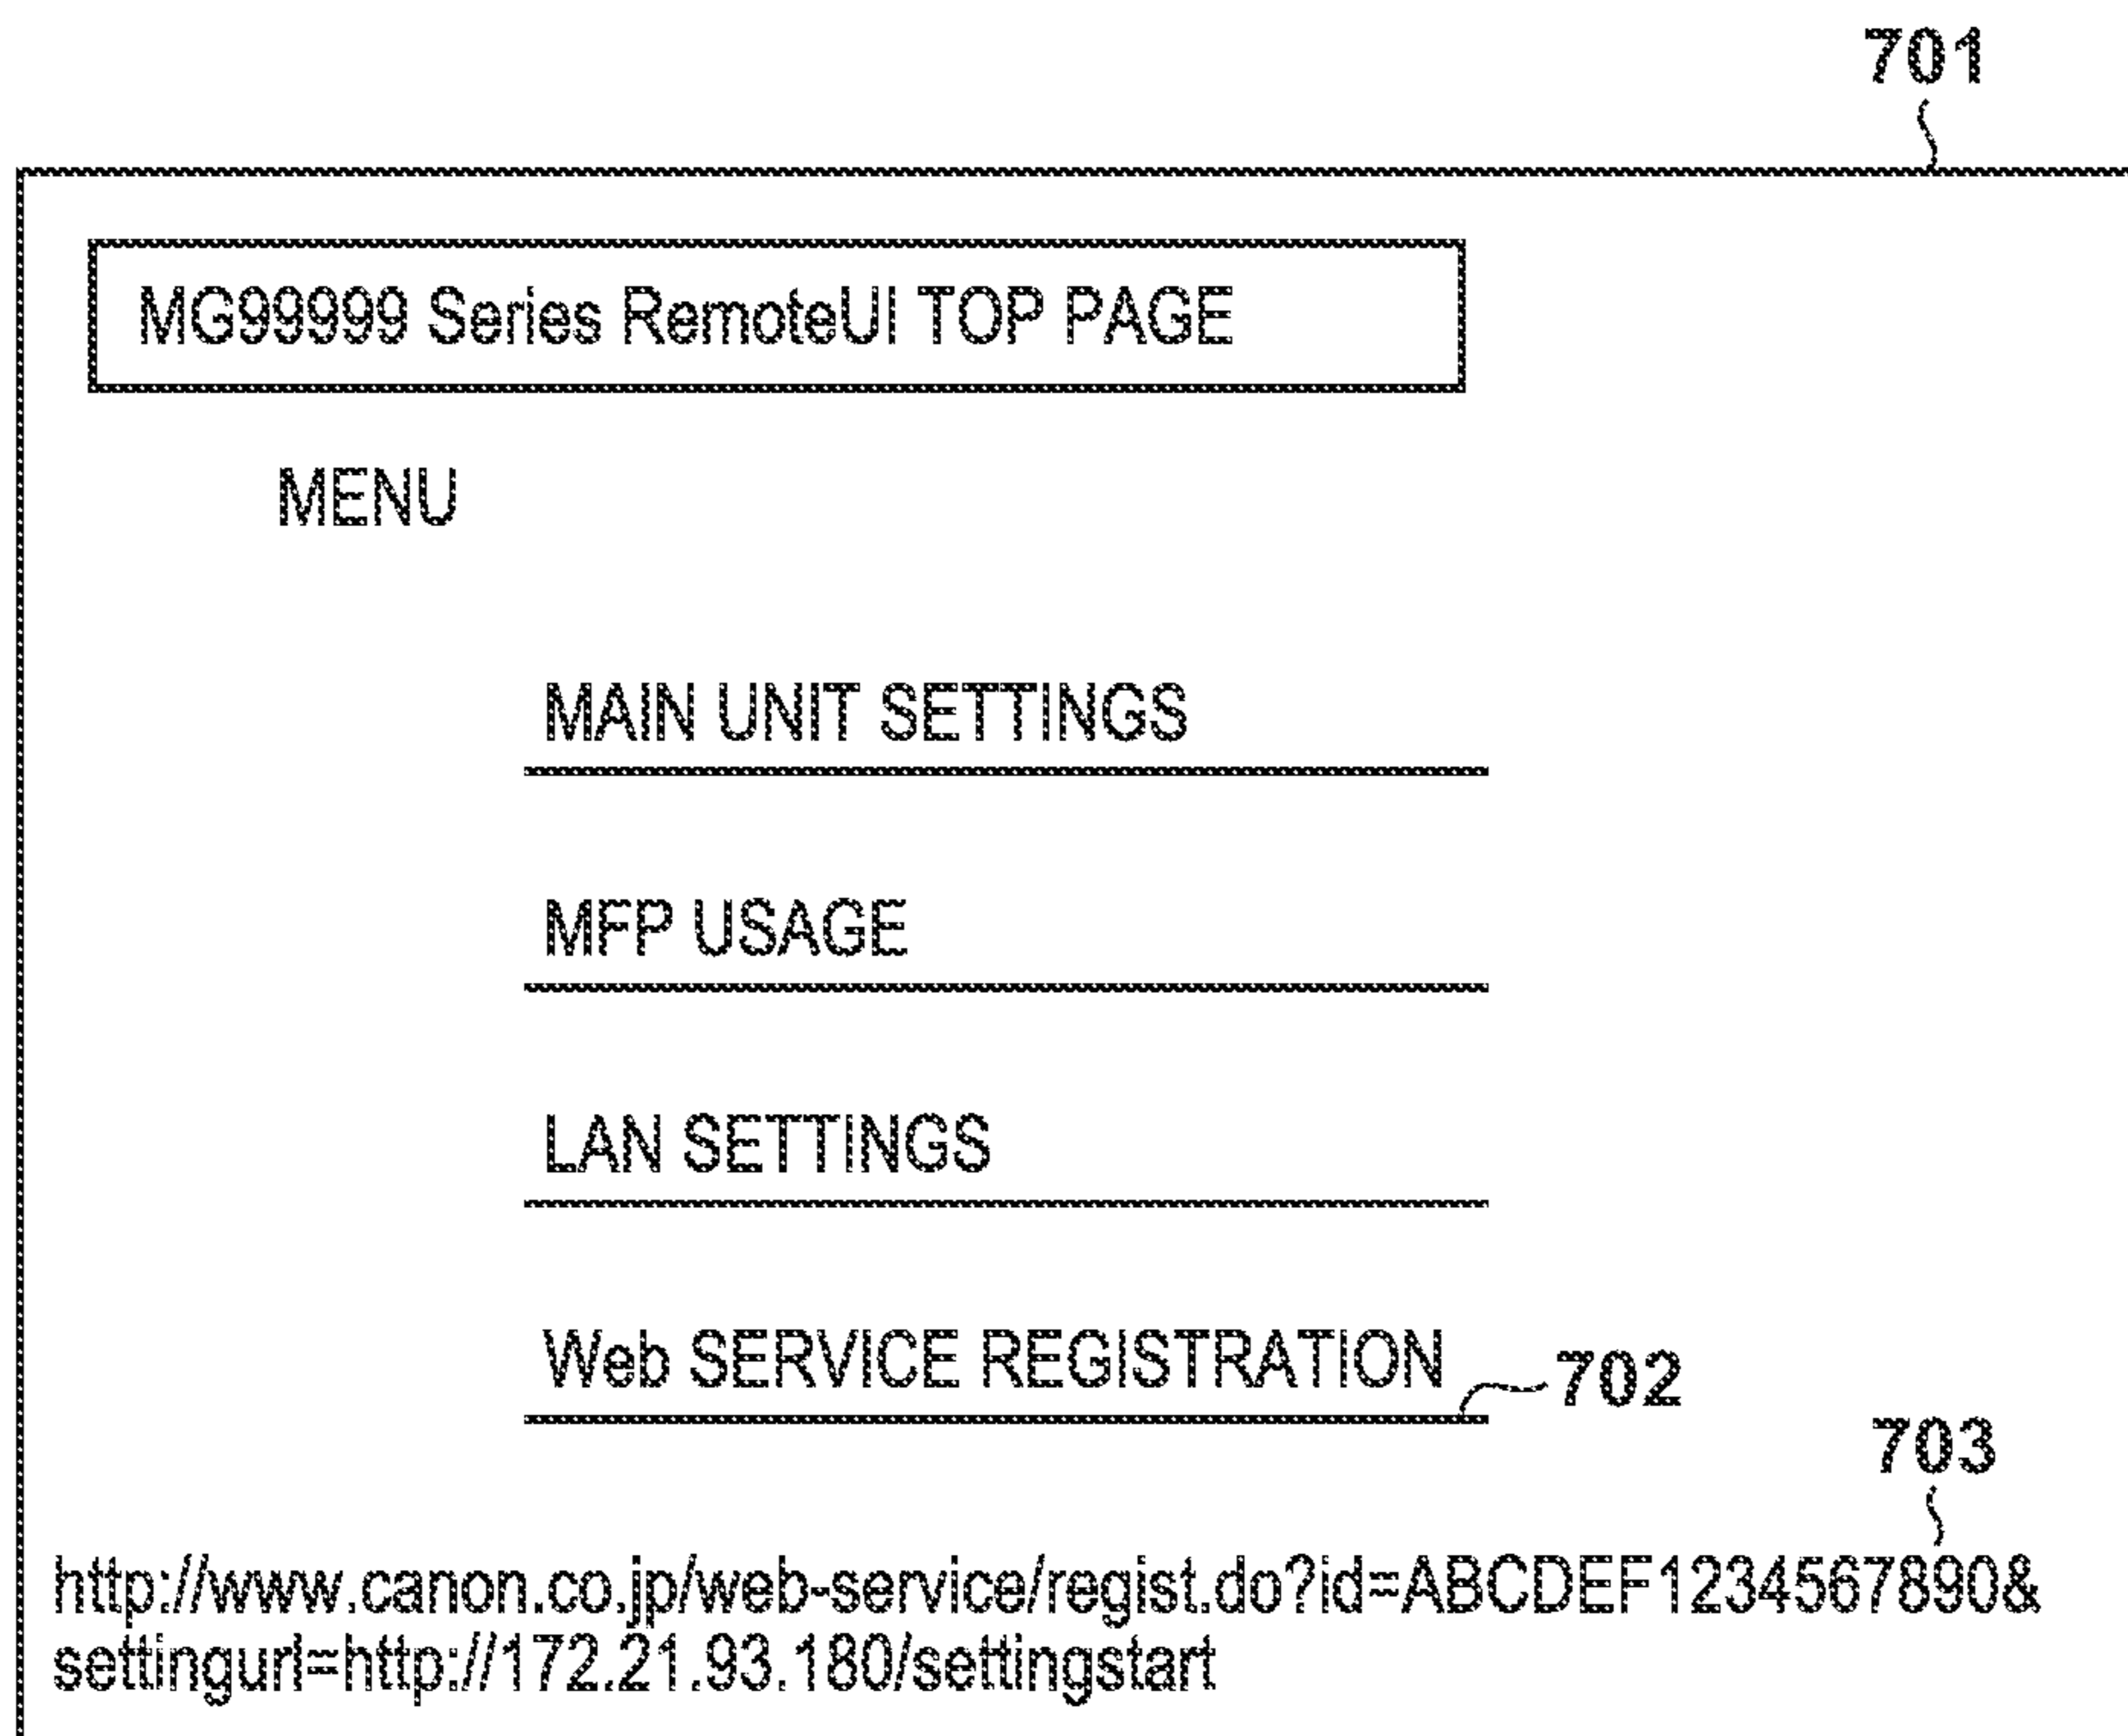 701
MG99999 Series RemoteUI TOP PAGE
MENU
MAIN UNIT SETTINGS
MFP USAGE
LAN SETTINGS
Web SERVICE REGISTRATION
702
703
http://www.canon.co.jp/web-service/regist.do?id=ABCDEF1234567890&
settingurl=http://172.21.93.180/settingstart